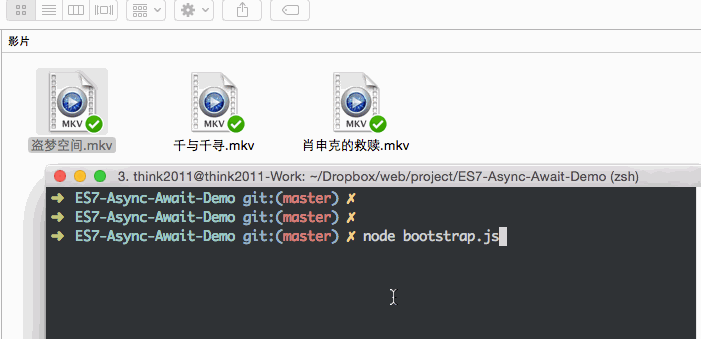 影片
MKV MKV MKV
盗梦空间.mkv 千与千寻.mkv 肖申克的救赎.mkv
3. think2011@think2011-Work: ~/Dropbox/web/project/ES7-Async-Await-Demo (zsh)
➜ ES7-Async-Await-Demo git:(master) ✗
➜ ES7-Async-Await-Demo git:(master) ✗
➜ ES7-Async-Await-Demo git:(master) ✗ node bootstrap.js